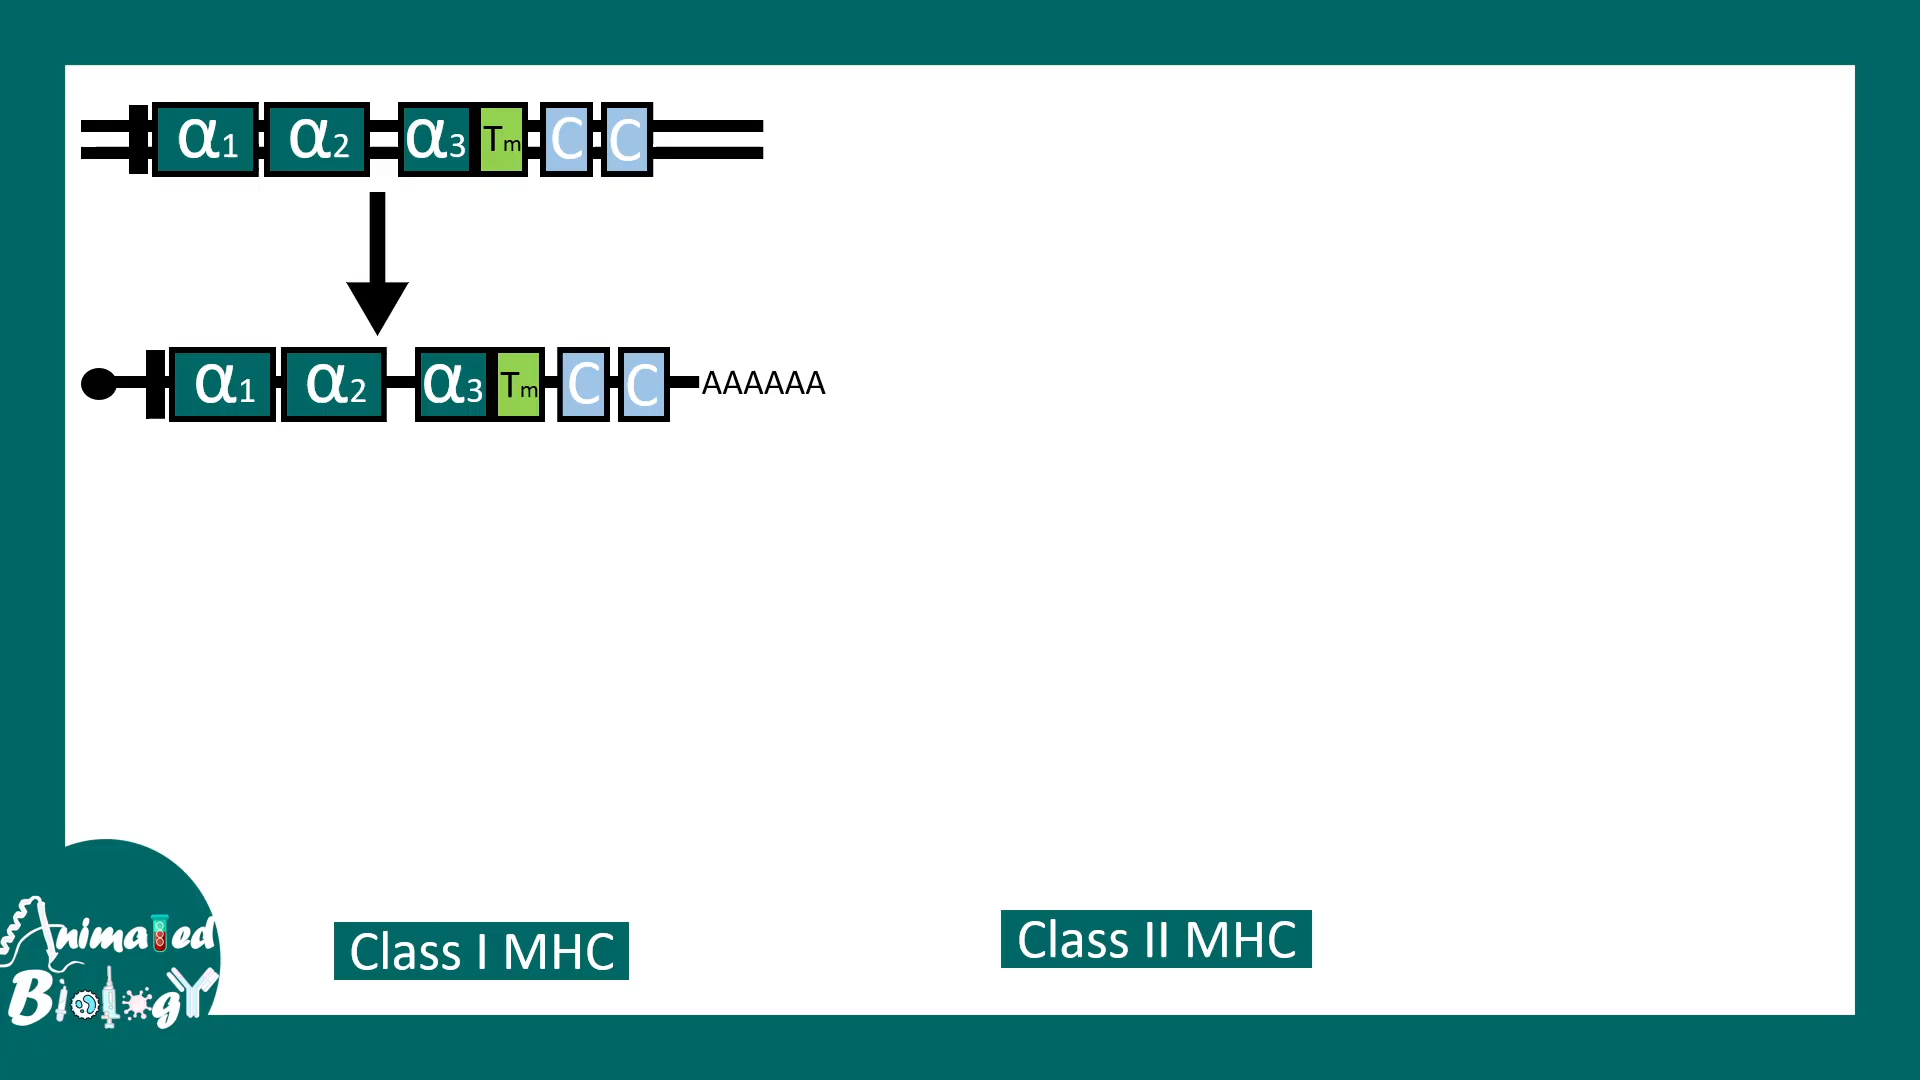 α1 α2 α3 Tm C C
α1 α2 α3 Tm C C AAAAAA
Animated
BiologY
Class I MHC
Class II MHC